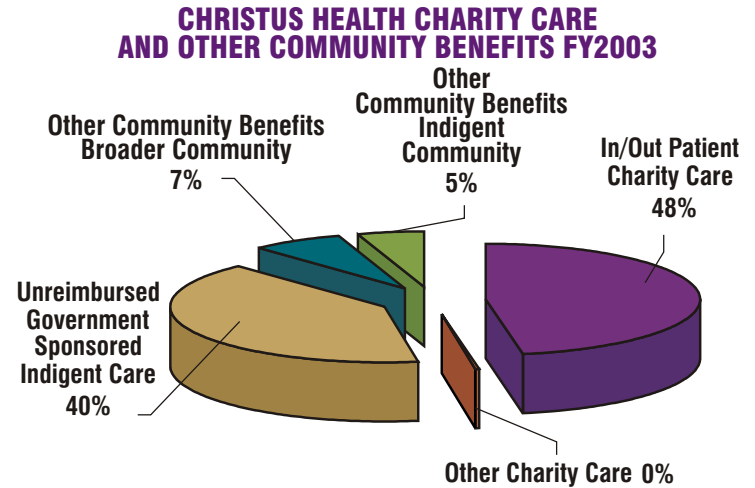 CHRISTUS HEALTH CHARITY CARE
AND OTHER COMMUNITY BENEFITS FY2003
Other
Community Benefits
Indigent
Community
5%
Other Community Benefits
Broader Community
7%
In/Out Patient
Charity Care
48%
Unreimbursed
Government
Sponsored
Indigent Care
40%
Other Charity Care 0%